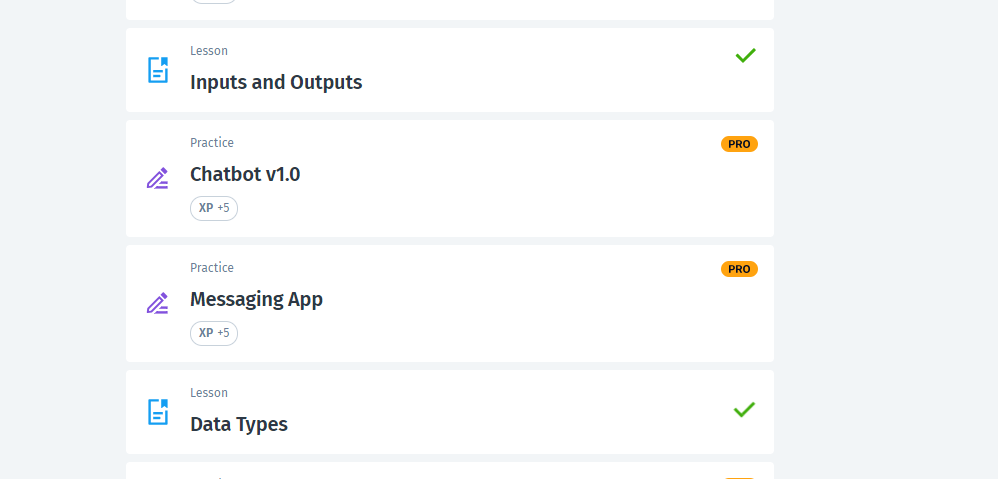 Lesson
Inputs and Outputs
Practice
PRO
Chatbot v1.0
XP +5
Practice
PRO
Messaging App
XP +5
Lesson
Data Types